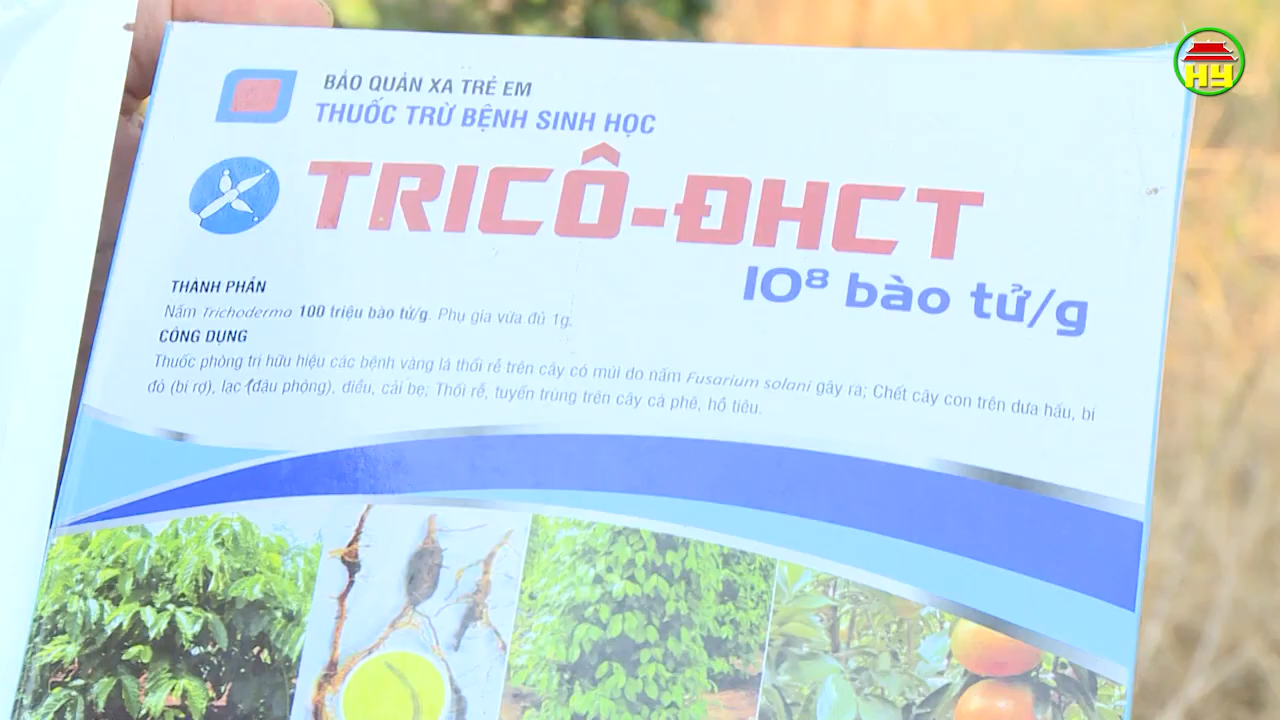 HY
BẢO QUẢN XA TRẺ EM
THUỐC TRỪ BỆNH SINH HỌC
TRICÔ-ĐHCT
10⁸ bào tử/g
THÀNH PHẦN
Nấm Trichoderma 100 triệu bào tử/g. Phụ gia vừa đủ 1g.
CÔNG DỤNG
Thuốc phòng trị hữu hiệu các bệnh vàng lá thối rễ trên cây có múi do nấm Fusarium solani gây ra; Chết cây con trên dưa hấu, bí
đỏ (bí rợ), lạc (đậu phộng), điều, cải bẹ; Thối rễ, tuyến trùng trên cây cà phê, hồ tiêu.